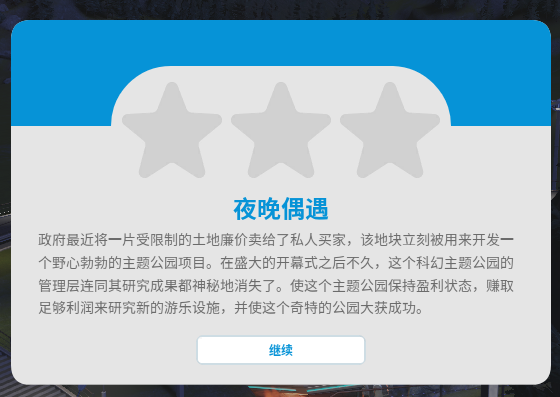 夜晚偶遇
政府最近将一片受限制的土地廉价卖给了私人买家，该地块立刻被用来开发一
个野心勃勃的主题公园项目。在盛大的开幕式之后不久，这个科幻主题公园的
管理层连同其研究成果都神秘地消失了。使这个主题公园保持盈利状态，赚取
足够利润来研究新的游乐设施，并使这个奇特的公园大获成功。
继续